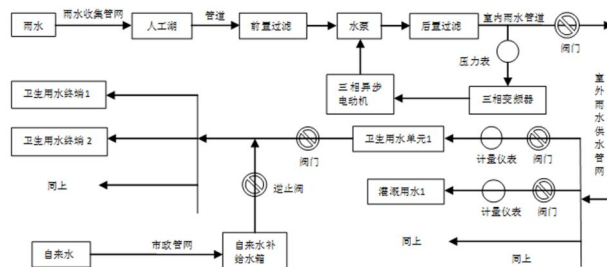 雨水
雨水收集管网
人工湖
管道
前置过滤
水泵
后置过滤
室内雨水管道
阀门
压力表
三相异步
电动机
三相变频器
室外雨水供水管网
卫生用水终端1
卫生用水终端 2
同上
阀门
卫生用水单元1
计量仪表
阀门
逆止阀
灌溉用水1
计量仪表
阀门
同上
同上
自来水
市政管网
自来水补
给水箱